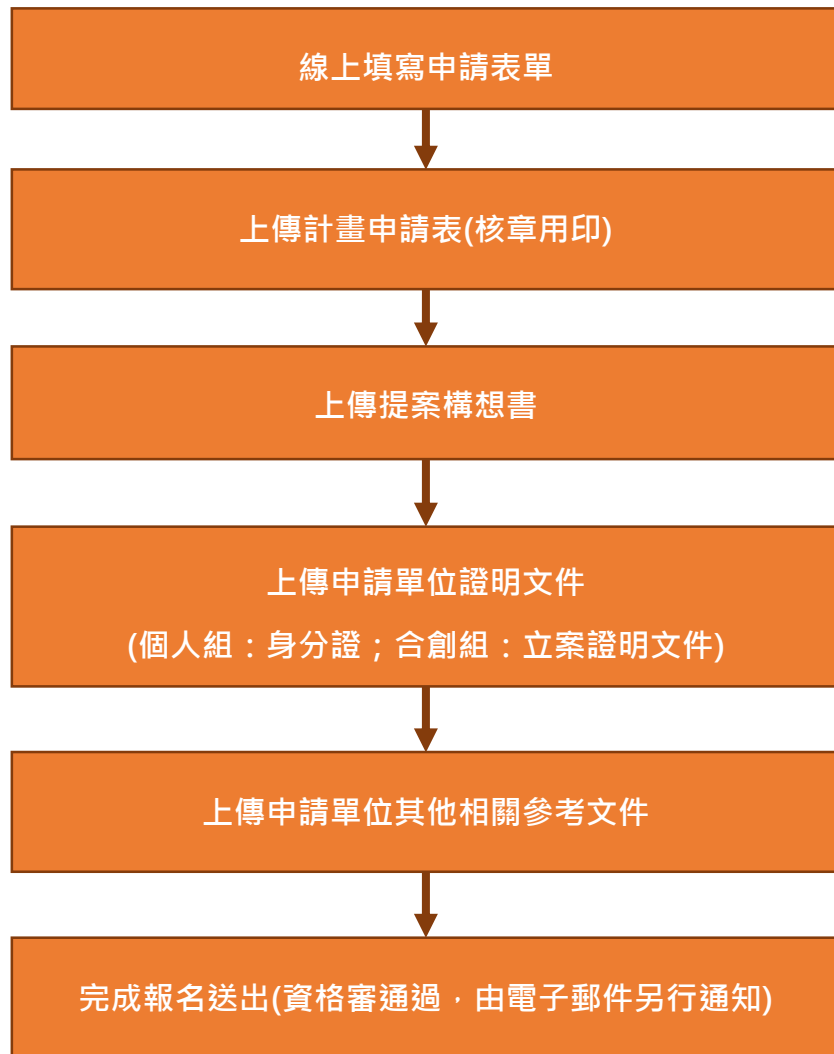 線上填寫申請表單
上傳計畫申請表(核章用印)
上傳提案構想書
上傳申請單位證明文件
(個人組：身分證；合創組：立案證明文件)
上傳申請單位其他相關參考文件
完成報名送出(資格審通過，由電子郵件另行通知)